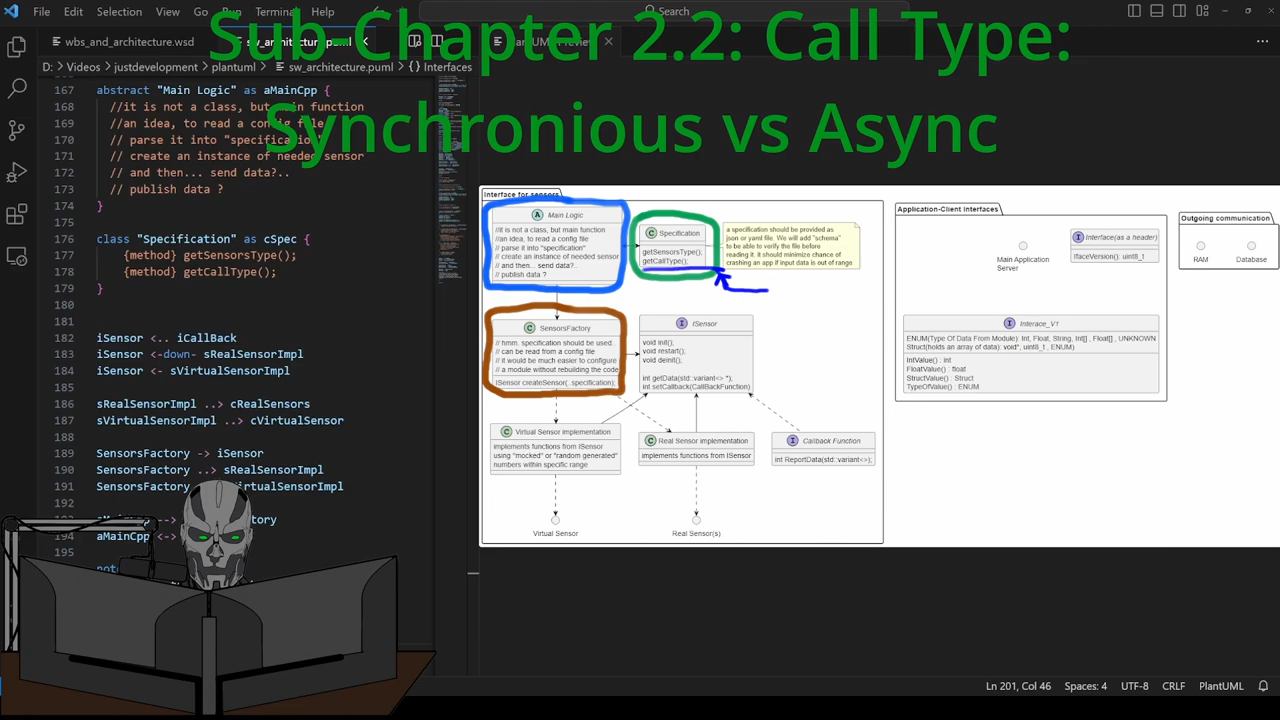 File Edit Selection View Go Run Terminal Help
Search
Sub-Chapter 2.2: Call Type:
Synchronious vs Async
wbs_and_architecture.wsd
sw_architecture.puml
D: > Videos > justdevelopment > plantuml > sw_architecture.puml > {} Interfaces
167 abstract "Main Logic" as aMainCpp {
168 //it is not a class, but main function
169 //an idea, to read a config file
170 // parse it into "specification"
171 // create an instance of needed sensor
172 // and then.. send data?..
173 // publish data ?
174 }
175
class "Specification" as cSpec {
{method} getSensorsType();
{method} getCallType();
181
182 iSensor <.. iCallBack
183 iSensor <-down- sRealSensorImpl
184 iSensor <- sVirtualSensorImpl
185
186 sRealSensorImpl ..> cRealSensors
187 sVirtualSensorImpl ..> cVirtualSensor
188
189 SensorsFactory -> iSensor
190 SensorsFactory ..> sRealSensorImpl
191 SensorsFactory
192
193
194 aMainCpp <->
195
Interface for sensors
A Main Logic
//it is not a class, but main function
//an idea, to read a config file
// parse it into "specification"
// create an instance of needed sensor
// and then.. send data?..
// publish data ?
C Specification
getSensorsType();
getCallType();
a specification should be provided as
json or yaml file. We will add "schema"
to be able to verify the file before
reading it. It should minimize chance of
crashing an app if input data is out of range
C SensorsFactory
// hmm. specification should be used..
// can be read from a config file
// it would be much easier to configure
// a module without rebuilding the code
ISensor createSensor(..specification);
I ISensor
void init();
void restart();
void deinit();
int getData(std::variant<> *);
int setCallback(CallBackFunction)
C Virtual Sensor implementation
implements functions from ISensor
using "mocked" or "random generated"
numbers within specific range
C Real Sensor implementation
implements functions from ISensor
I Callback Function
int ReportData(std::variant<>);
Virtual Sensor
Real Sensor(s)
Application-Client interfaces
Main Application
Server
I Interface(as a header)
IfaceVersion(): uint8_t
I Interace_V1
ENUM(Type Of Data From Module): Int, Float, String, Int[] , Float[] , UNKNOWN
Struct(holds an array of data): void*, uint8_t , ENUM)
IntValue() : int
FloatValue() : float
StructValue() : Struct
TypeOfValue() : ENUM
Outgoing communication
RAM
Database
Ln 201, Col 46 Spaces: 4 UTF-8 CRLF PlantUML